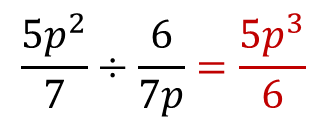 5p²/7 ÷ 6/7p = 5p³/6